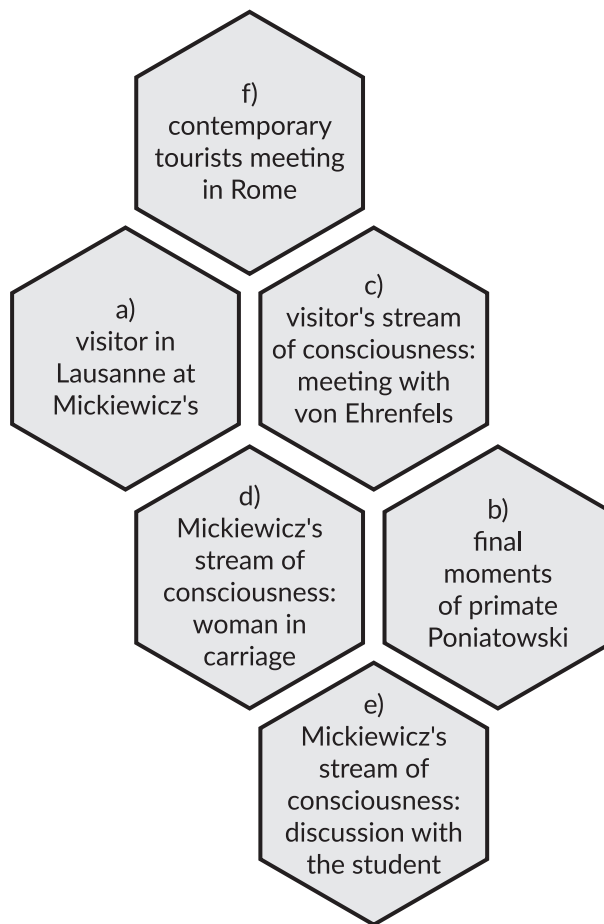 f)
contemporary
tourists meeting
in Rome
a)
visitor in
Lausanne at
Mickiewicz's
c)
visitor's stream
of consciousness:
meeting with
von Ehrenfels
d)
Mickiewicz's
stream of
consciousness:
woman in
carriage
b)
final
moments
of primate
Poniatowski
e)
Mickiewicz's
stream of
consciousness:
discussion with
the student